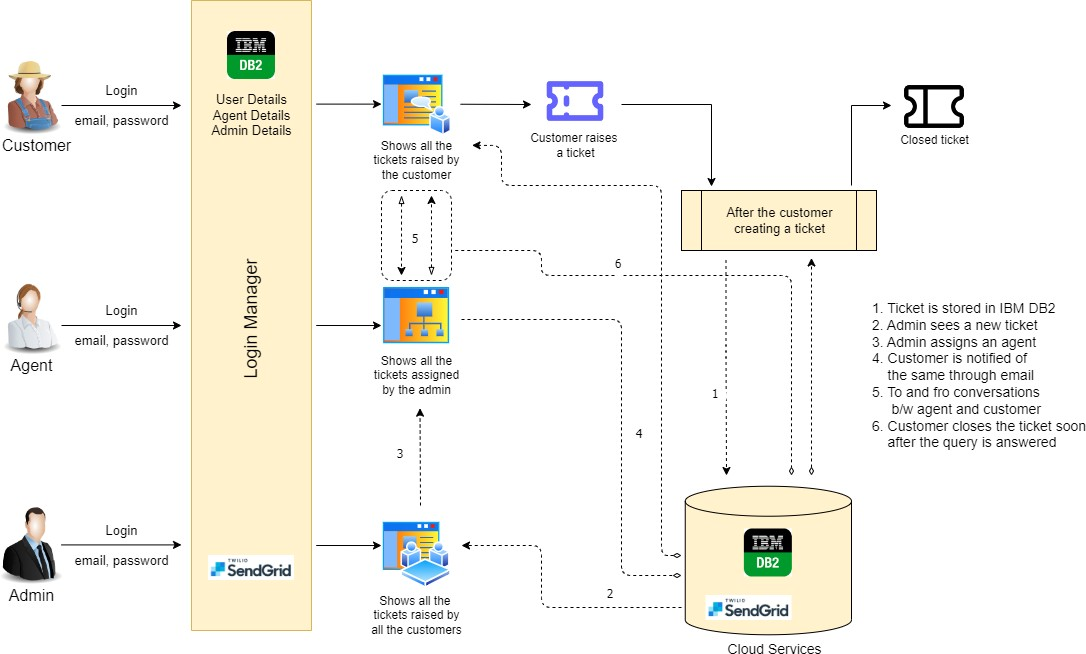 IBM
DB2
User Details
Agent Details
Admin Details
Login
email, password
Customer
Shows all the
tickets raised by
the customer
Customer raises
a ticket
Closed ticket
After the customer
creating a ticket
5
6
Login Manager
Login
email, password
Agent
Shows all the
tickets assigned
by the admin
1. Ticket is stored in IBM DB2
2. Admin sees a new ticket
3. Admin assigns an agent
4. Customer is notified of
the same through email
5. To and fro conversations
b/w agent and customer
6. Customer closes the ticket soon
after the query is answered
1
4
3
Login
email, password
Admin
TWILIO
SendGrid
Shows all the
tickets raised by
all the customers
2
IBM
DB2
TWILIO
SendGrid
Cloud Services